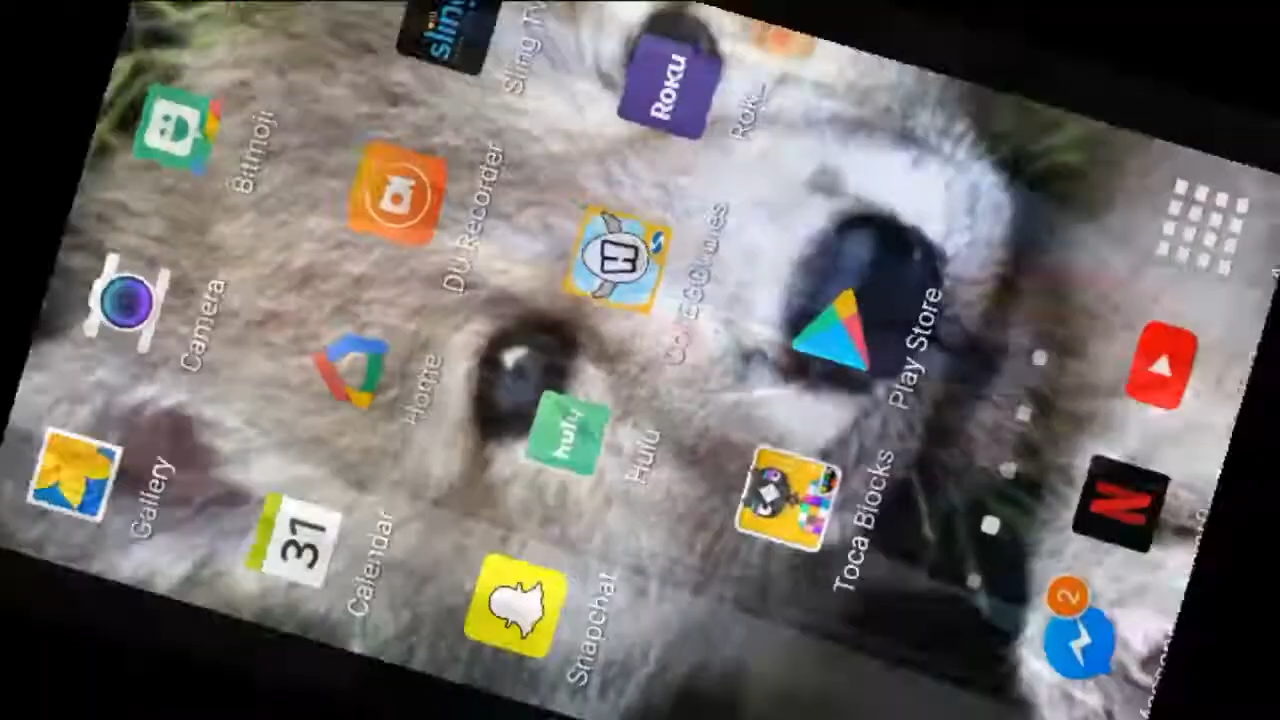 Gallery
Camera
Bitmoji
31
Calendar
Home
DU Recorder
sling
Sling TV
Snapchat
hulu
Hulu
H
ROKU
Rok...
Toca Blocks
Play Store
2
N